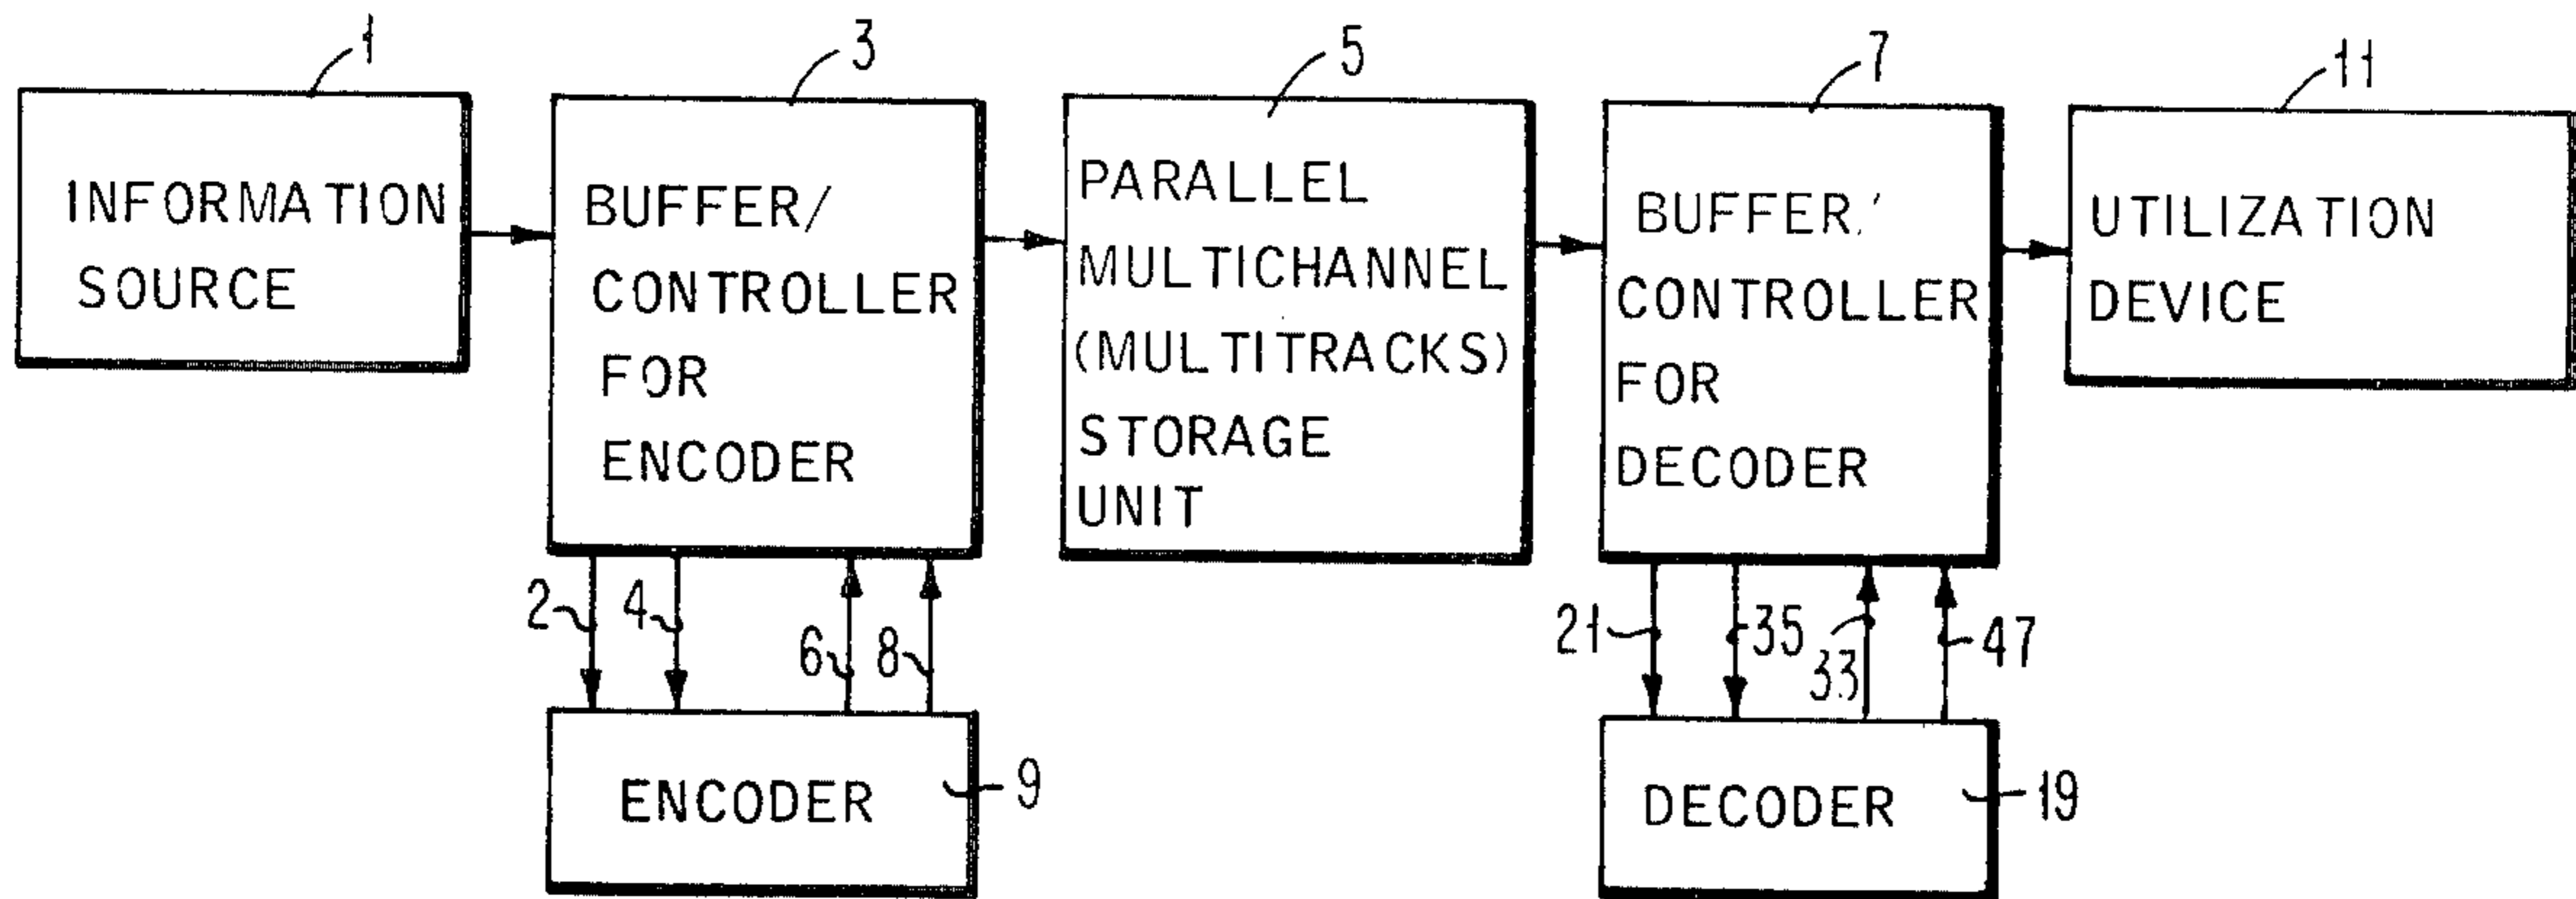 1
3
5
7
11
INFORMATION
SOURCE
BUFFER/
CONTROLLER
FOR
ENCODER
PARALLEL
MULTICHANNEL
(MULTITRACKS)
STORAGE
UNIT
BUFFER/
CONTROLLER
FOR
DECODER
UTILIZATION
DEVICE
2
4
6
8
21
35
33
47
ENCODER
9
DECODER
19